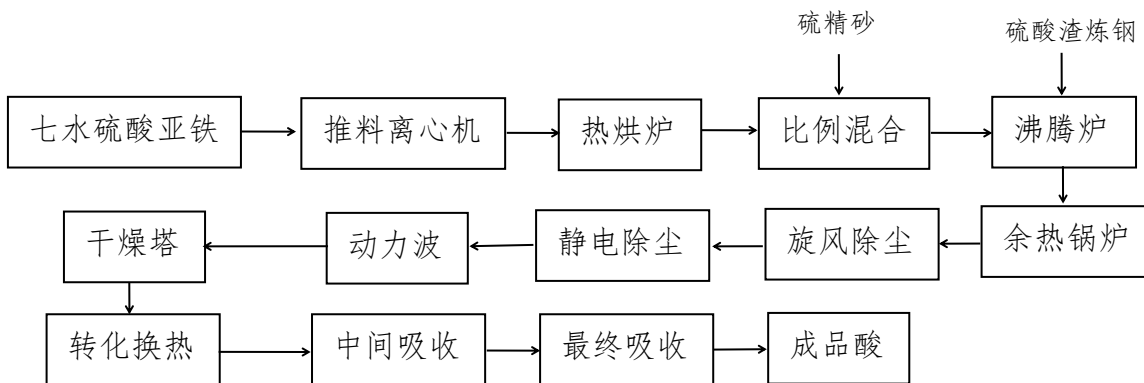 硫精砂
硫酸渣炼钢
七水硫酸亚铁
推料离心机
热烘炉
比例混合
沸腾炉
干燥塔
动力波
静电除尘
旋风除尘
余热锅炉
转化换热
中间吸收
最终吸收
成品酸